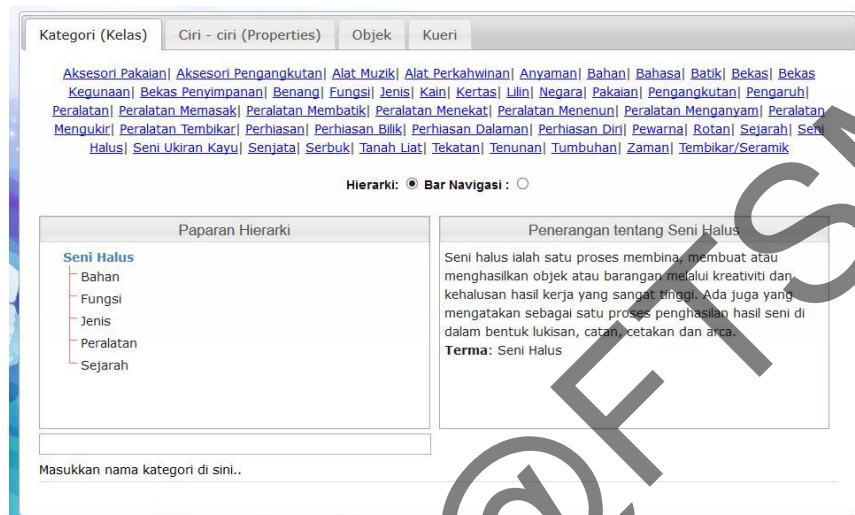 Kategori (Kelas) Ciri - ciri (Properties) Objek Kueri
Aksesori Pakaian| Aksesori Pengangkutan| Alat Muzik| Alat Perkahwinan| Anyaman| Bahan| Bahasa| Batik| Bekas| Bekas
Kegunaan| Bekas Penyimpanan| Benang| Fungsi| Jenis| Kain| Kertas| Lilin| Negara| Pakaian| Pengangkutan| Pengaruh|
Peralatan| Peralatan Memasak| Peralatan Membatik| Peralatan Menekat| Peralatan Menenun| Peralatan Menganyam| Peralatan
Mengukir| Peralatan Tembikar| Perhiasan| Perhiasan Bilik| Perhiasan Dalaman| Perhiasan Diri| Pewarna| Rotan| Sejarah| Seni
Halus| Seni Ukiran Kayu| Senjata| Serbuk| Tanah Liat| Tekatan| Tenunan| Tumbuhan| Zaman| Tembikar/Seramik
Hierarki: Bar Navigasi :
Paparan Hierarki
Seni Halus
Bahan
Fungsi
Jenis
Peralatan
Sejarah
Penerangan tentang Seni Halus
Seni halus ialah satu proses membina, membuat atau
menghasilkan objek atau barangan melalui kreativiti dan
kehalusan hasil kerja yang sangat tinggi. Ada juga yang
mengatakan sebagai satu proses penghasilan hasil seni di
dalam bentuk lukisan, catan, cetakan dan arca.
Terma: Seni Halus
Masukkan nama kategori di sini..
@FTSM